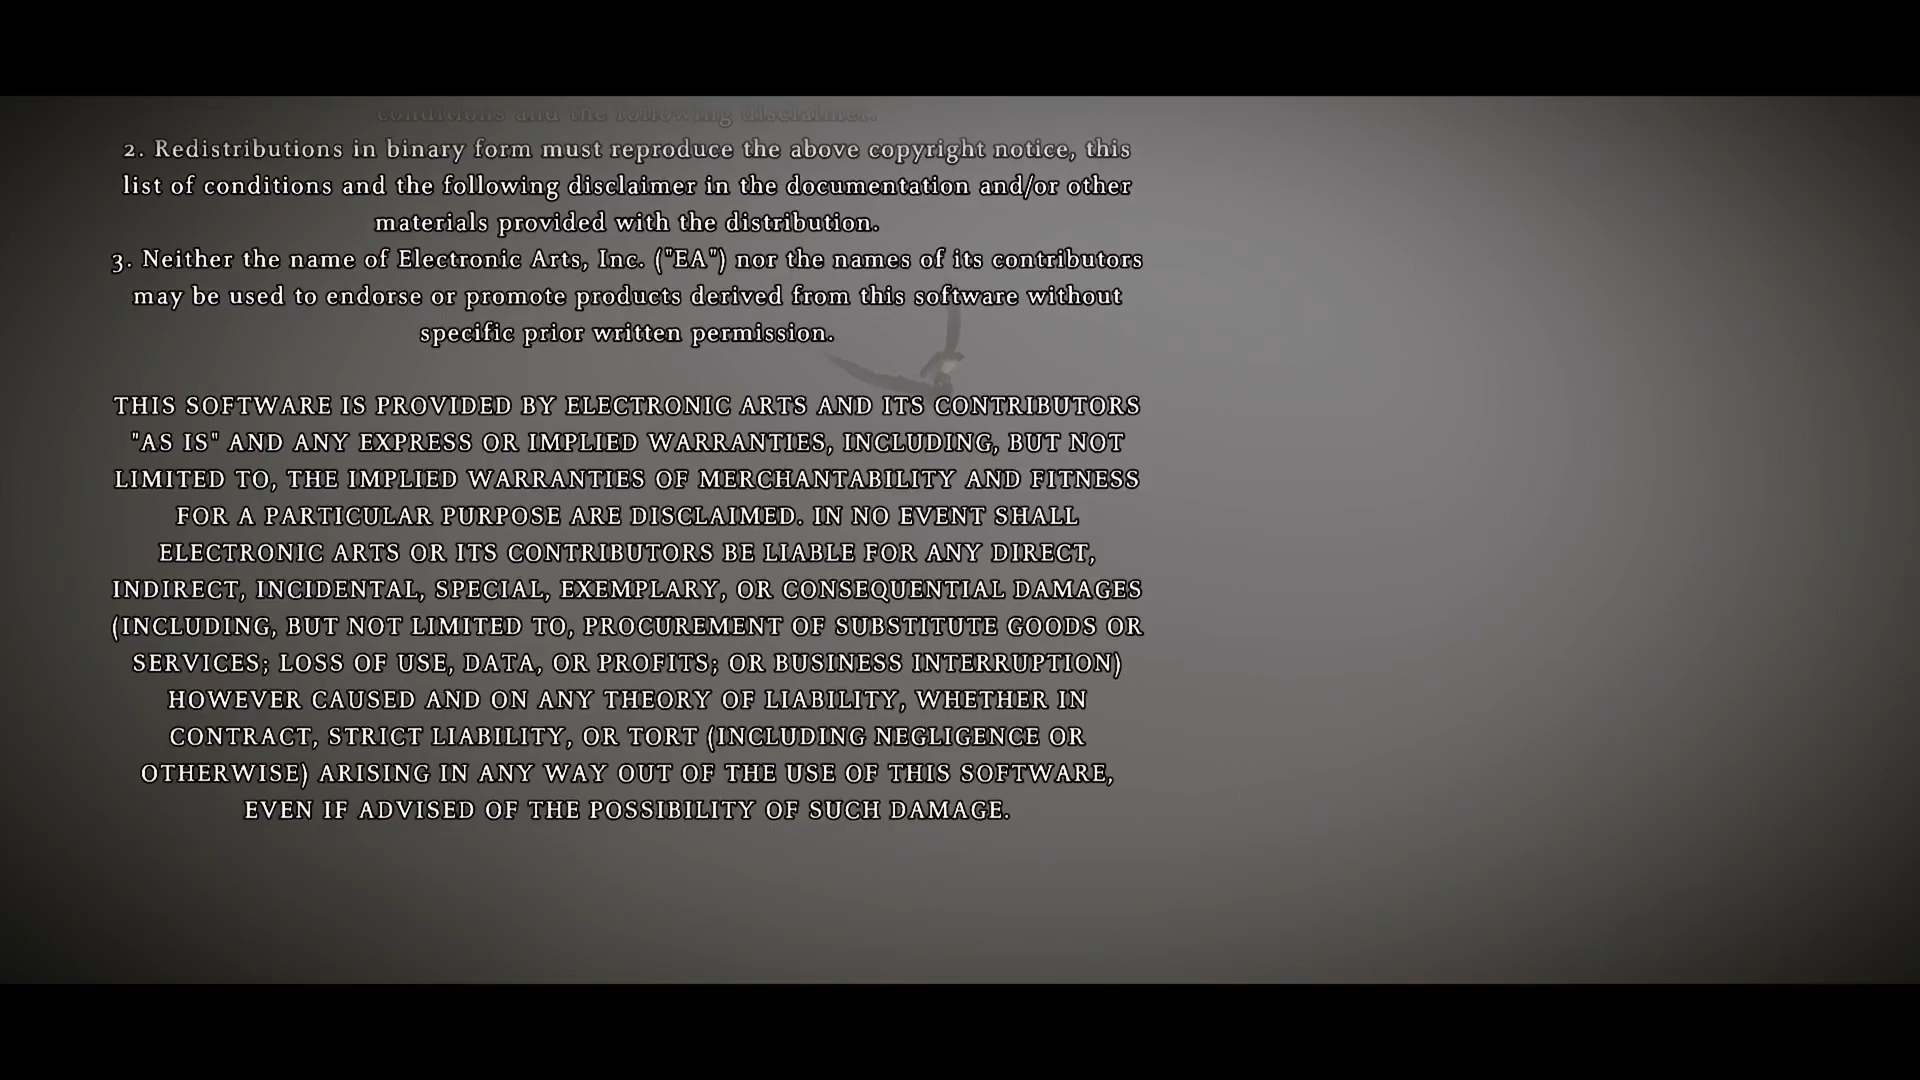 conditions and the following disclaimer.
2. Redistributions in binary form must reproduce the above copyright notice, this
list of conditions and the following disclaimer in the documentation and/or other
materials provided with the distribution.
3. Neither the name of Electronic Arts, Inc. ("EA") nor the names of its contributors
may be used to endorse or promote products derived from this software without
specific prior written permission.
THIS SOFTWARE IS PROVIDED BY ELECTRONIC ARTS AND ITS CONTRIBUTORS
"AS IS" AND ANY EXPRESS OR IMPLIED WARRANTIES, INCLUDING, BUT NOT
LIMITED TO, THE IMPLIED WARRANTIES OF MERCHANTABILITY AND FITNESS
FOR A PARTICULAR PURPOSE ARE DISCLAIMED. IN NO EVENT SHALL
ELECTRONIC ARTS OR ITS CONTRIBUTORS BE LIABLE FOR ANY DIRECT,
INDIRECT, INCIDENTAL, SPECIAL, EXEMPLARY, OR CONSEQUENTIAL DAMAGES
(INCLUDING, BUT NOT LIMITED TO, PROCUREMENT OF SUBSTITUTE GOODS OR
SERVICES; LOSS OF USE, DATA, OR PROFITS; OR BUSINESS INTERRUPTION)
HOWEVER CAUSED AND ON ANY THEORY OF LIABILITY, WHETHER IN
CONTRACT, STRICT LIABILITY, OR TORT (INCLUDING NEGLIGENCE OR
OTHERWISE) ARISING IN ANY WAY OUT OF THE USE OF THIS SOFTWARE,
EVEN IF ADVISED OF THE POSSIBILITY OF SUCH DAMAGE.